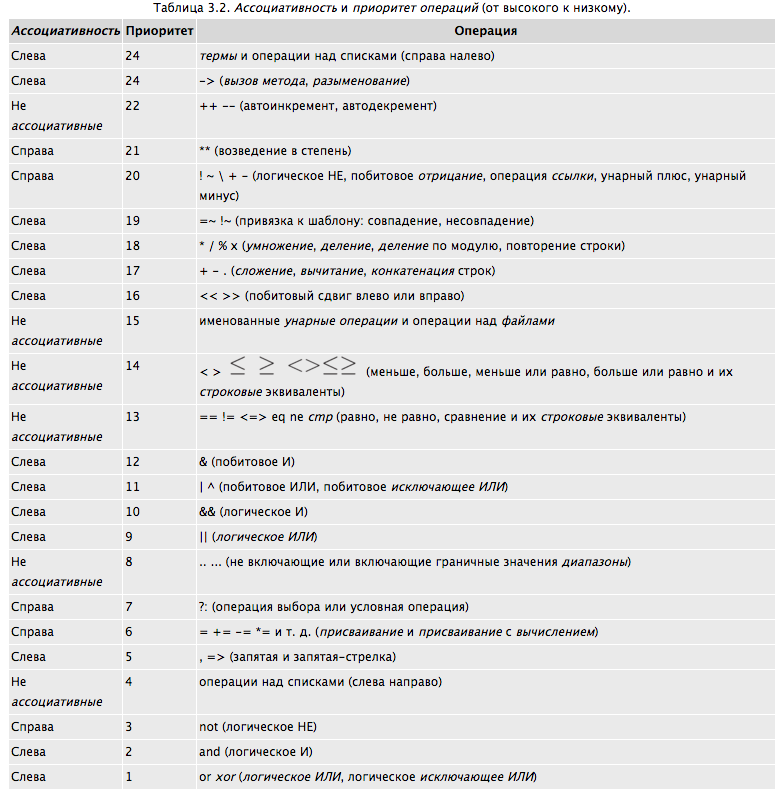 Таблица 3.2. Ассоциативность и приоритет операций (от высокого к низкому).
Ассоциативность Приоритет Операция
Слева 24 термы и операции над списками (справа налево)
Слева 24 -> (вызов метода, разыменование)
Не 22 ++ -- (автоинкремент, автодекремент)
ассоциативные
Справа 21 ** (возведение в степень)
Справа 20 ! ~ \ + - (логическое НЕ, побитовое отрицание, операция ссылки, унарный плюс, унарный
минус)
Слева 19 =~ !~ (привязка к шаблону: совпадение, несовпадение)
Слева 18 * / % x (умножение, деление, деление по модулю, повторение строки)
Слева 17 + - . (сложение, вычитание, конкатенация строк)
Слева 16 << >> (побитовый сдвиг влево или вправо)
Не 15 именованные унарные операции и операции над файлами
ассоциативные
Не 14 < > ≤ ≥ <>≤≥ (меньше, больше, меньше или равно, больше или равно и их
ассоциативные строковые эквиваленты)
Не 13 == != <=> eq ne cmp (равно, не равно, сравнение и их строковые эквиваленты)
ассоциативные
Слева 12 & (побитовое И)
Слева 11 | ^ (побитовое ИЛИ, побитовое исключающее ИЛИ)
Слева 10 && (логическое И)
Слева 9 || (логическое ИЛИ)
Не 8 .. ... (не включающие или включающие граничные значения диапазоны)
ассоциативные
Справа 7 ?: (операция выбора или условная операция)
Справа 6 = += -= *= и т. д. (присваивание и присваивание с вычислением)
Слева 5 , => (запятая и запятая-стрелка)
Не 4 операции над списками (слева направо)
ассоциативные
Справа 3 not (логическое НЕ)
Слева 2 and (логическое И)
Слева 1 or xor (логическое ИЛИ, логическое исключающее ИЛИ)